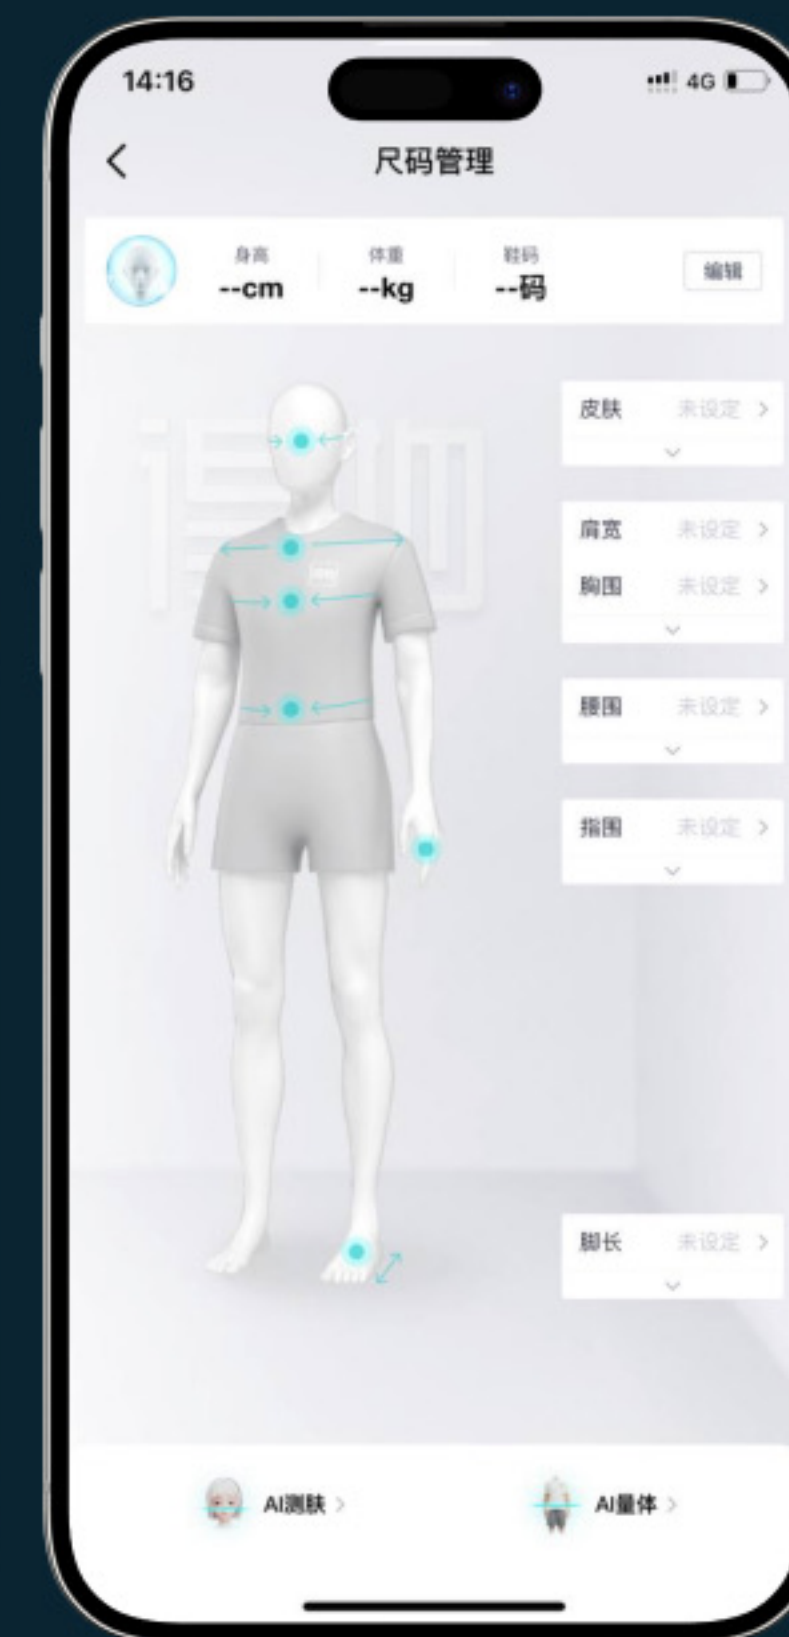 14:16
4G
尺码管理
身高 体重 鞋码
--cm --kg --码 编辑
皮肤 未设定
肩宽 未设定
胸围 未设定
腰围 未设定
指围 未设定
脚长 未设定
AI测肤 AI量体